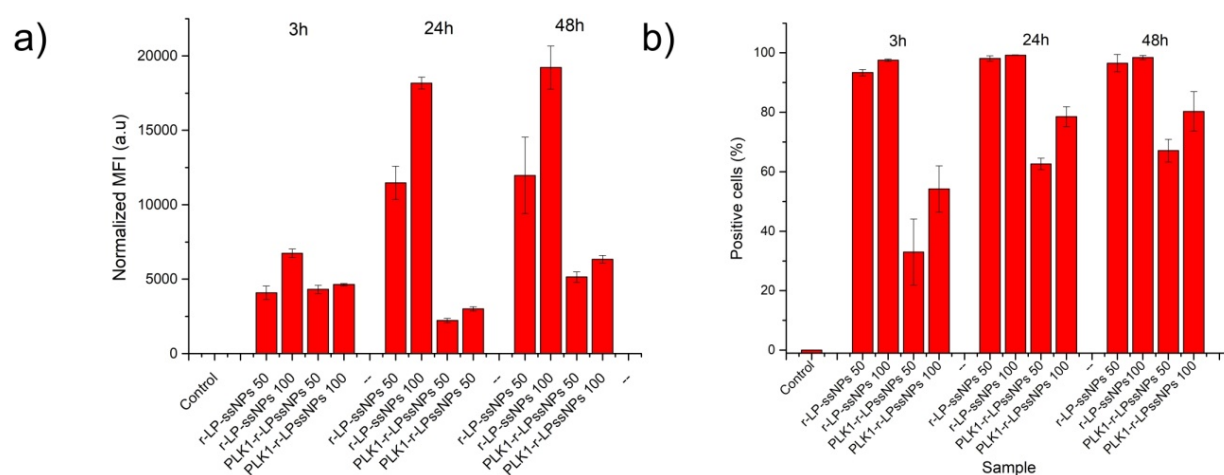 a)
3h
24h
48h
Normalized MFI (a.u)
20000
15000
10000
5000
0
Control
r-LP-ssNPs 50
r-LP-ssNPs 100
PLK1-r-LPssNPs 50
PLK1-r-LPssNPs 100
--
r-LP-ssNPs 50
r-LP-ssNPs 100
PLK1-r-LPssNPs 50
PLK1-r-LPssNPs 50
--
r-LP-ssNPs 50
r-LP-ssNPs 100
PLK1-r-LPssNPs 50
PLK1-r-LPssNPs 100
--
b)
3h
24h
48h
Positive cells (%)
100
80
60
40
20
0
Control
r-LP-ssNPs 50
r-LP-ssNPs 100
PLK1-r-LPssNPs 50
PLK1-r-LPssNPs 100
--
r-LP-ssNPs 50
r-LP-ssNPs 100
PLK1-r-LPssNPs 50
PLK1-r-LPssNPs 100
--
r-LP-ssNPs 50
r-LP-ssNPs 100
PLK1-r-LPssNPs 50
PLK1-r-LPssNPs 100
Sample